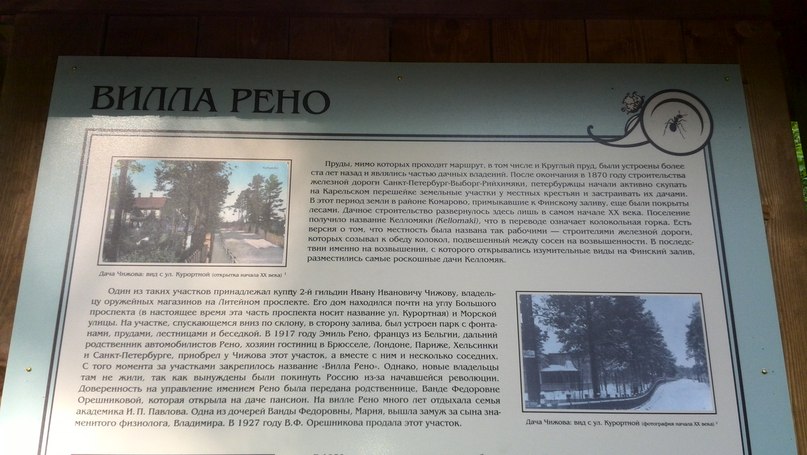 ВИЛЛА РЕНО
Пруды, мимо которых проходит маршрут, в том числе и Круглый пруд, были устроены более
ста лет назад и являлись частью дачных владений. После окончания в 1870 году строительства
железной дороги Санкт-Петербург-Выборг-Рийхимяки, петербуржцы начали активно скупать
на Карельском перешейке земельные участки у местных крестьян и застраивать их дачами.
В этот период земли в районе Комарово, примыкавшие к Финскому заливу, еще были покрыты
лесами. Дачное строительство развернулось здесь лишь в самом начале XX века. Поселение
получило название Келломяки (Kellomaki), что в переводе означает колокольная горка. Есть
версия о том, что местность была названа так рабочими — строителями железной дороги,
которых созывал к обеду колокол, подвешенный между сосен на возвышенности. В последс-
твии именно на возвышении, с которого открывались изумительные виды на Финский залив,
разместились самые роскошные дачи Келломяк.
Дача Чижова: вид с ул. Курортной (открытка начала XX века)
Один из таких участков принадлежал купцу 2-й гильдии Ивану Ивановичу Чижову, владель-
цу оружейных магазинов на Литейном проспекте. Его дом находился почти на углу Большого
проспекта (в настоящее время эта часть проспекта носит название ул. Курортная) и Морской
улицы. На участке, спускающемся вниз по склону, в сторону залива, был устроен парк с фонта-
нами, прудами, лестницами и беседкой. В 1917 году Эмиль Рено, француз из Бельгии, дальний
родственник автомобилистов Рено, хозяин гостиниц в Брюсселе, Лондоне, Париже, Хельсинки
и Санкт-Петербурге, приобрел у Чижова этот участок, а вместе с ним и несколько соседних.
С того момента за участками закрепилось название «Вилла Рено». Однако, новые владельцы
там не жили, так как вынуждены были покинуть Россию из-за начавшейся революции.
Доверенность на управление имением Рено была передана родственнице, Ванде Федоровне
Орешниковой, которая открыла на даче пансион. На вилле Рено много лет отдыхала семья
академика И. П. Павлова. Одна из дочерей Ванды Федоровны, Мария, вышла замуж за сына зна-
менитого физиолога, Владимира. В 1927 году В.Ф. Орешникова продала этот участок.
Дача Чижова: вид с ул. Курортной (фотография начала XX века)